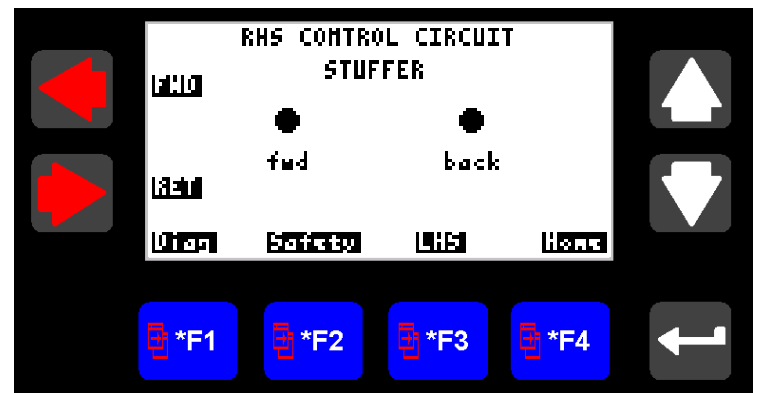 RHS CONTROL CIRCUIT
STUFFER
FWD
fwd back
RET
Diag Safety LHS Home
*F1 *F2 *F3 *F4